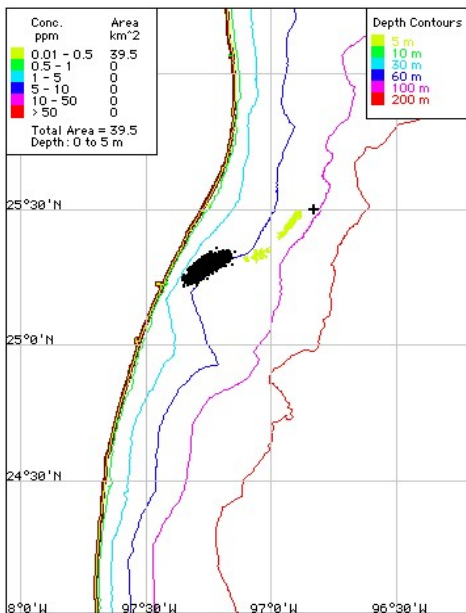 Conc. Area
ppm km^2
0.01 - 0.5 39.5
0.5 - 1 0
1 - 5 0
5 - 10 0
10 - 50 0
> 50 0
Total Area = 39.5
Depth: 0 to 5 m
Depth Contours
5 m
10 m
30 m
60 m
100 m
200 m
25°30'N
25°0'N
24°30'N
8°0'W
97°30'W
97°0'W
96°30'W